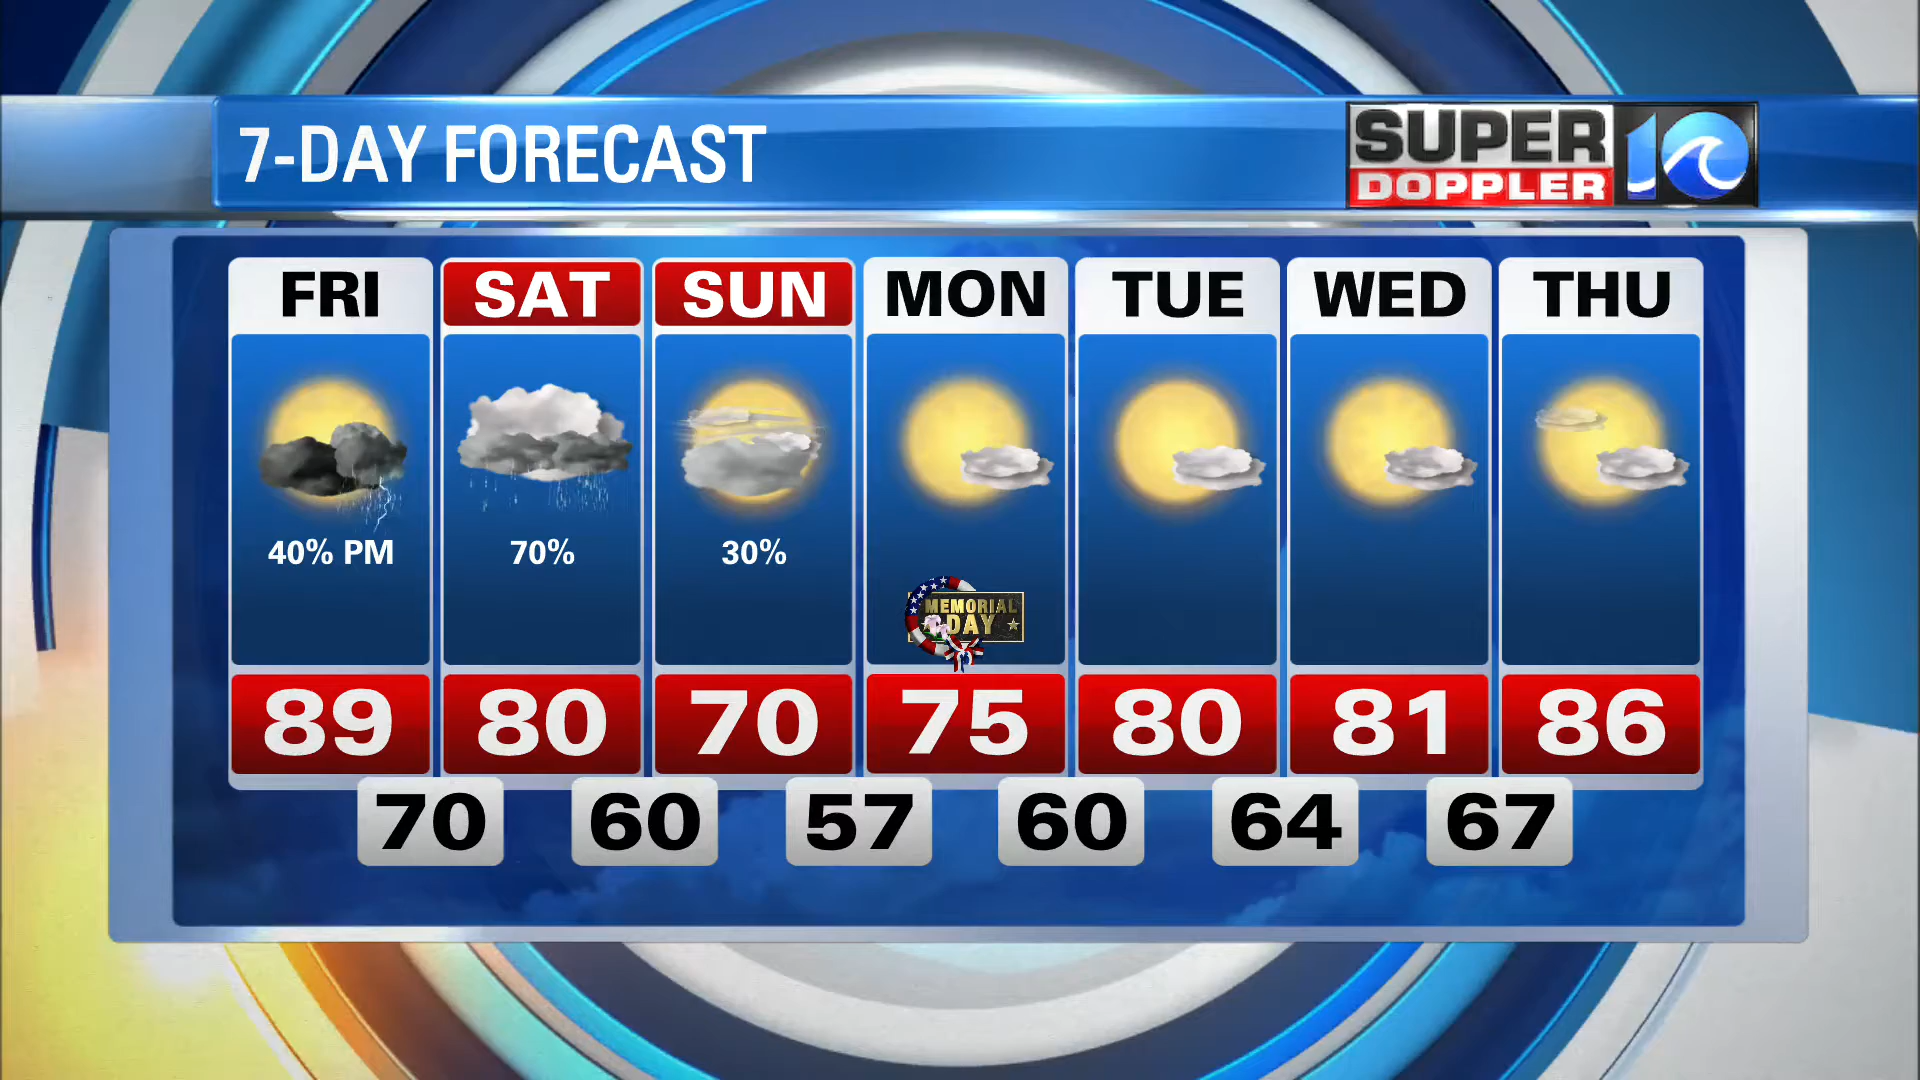 7-DAY FORECAST
SUPER
DOPPLER
10
FRI SAT SUN MON TUE WED THU
40% PM 70% 30%
MEMORIAL
DAY
89 80 70 75 80 81 86
70 60 57 60 64 67